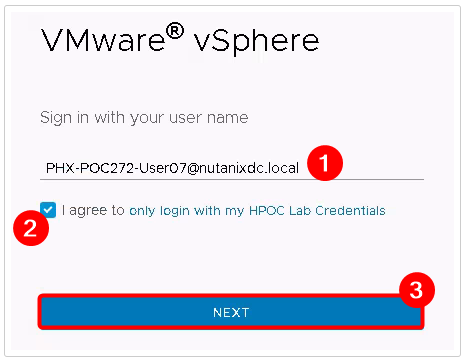 VMware® vSphere
Sign in with your user name
PHX-POC272-User07@nutanixdc.local 1
I agree to only login with my HPOC Lab Credentials
2
3
NEXT